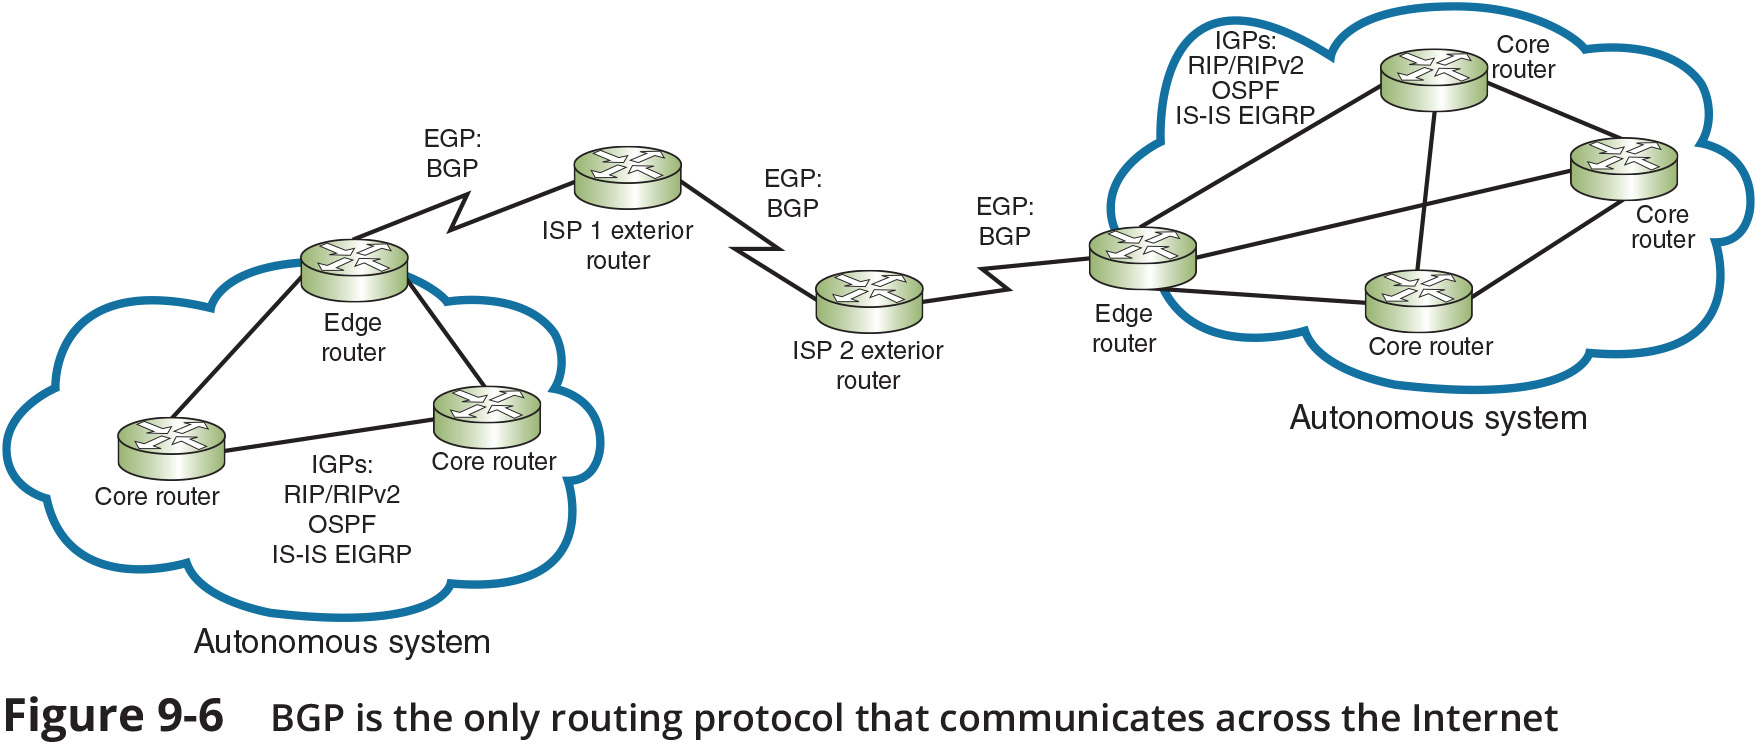 EGP:
BGP
ISP 1 exterior
router
EGP:
BGP
ISP 2 exterior
router
EGP:
BGP
IGPs:
RIP/RIPv2
OSPF
IS-IS EIGRP
Core
router
Core
router
Core router
Edge
router
Autonomous system
Edge
router
Core router
Core router
IGPs:
RIP/RIPv2
OSPF
IS-IS EIGRP
Autonomous system
Figure 9-6 BGP is the only routing protocol that communicates across the Internet